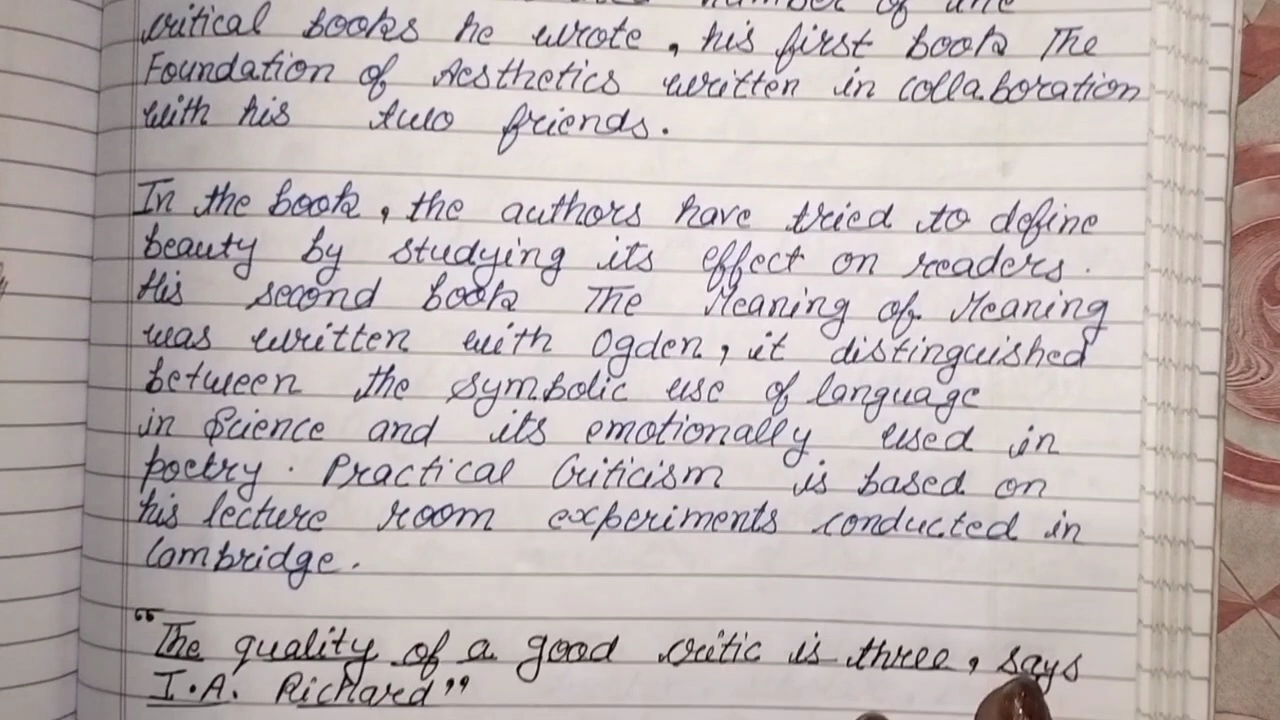 number of the
critical books he wrote, his first book The
Foundation of Aesthetics written in collaboration
with his two friends.
In the book, the authors have tried to define
beauty by studying its effect on readers.
His second book The Meaning of Meaning
was written with Ogden, it distinguished
between the symbolic use of language
in Science and its emotionally used in
poetry. Practical Criticism is based on
his lecture room experiments conducted in
Cambridge.
"The quality of a good critic is three, says
I.A. Richard"